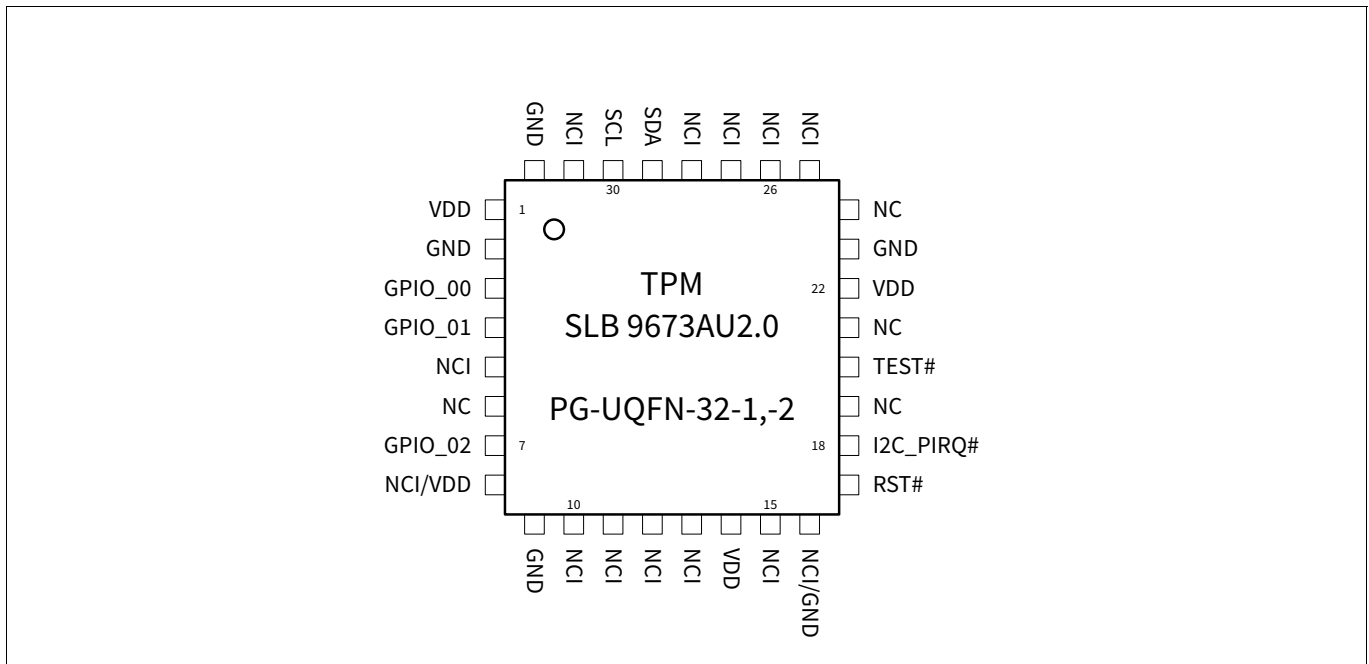 GND NCI SCL SDA NCI NCI NCI NCI
30 26
VDD 1 NC
GND GND
GPIO_00 TPM 22 VDD
GPIO_01 SLB 9673AU2.0 NC
NCI TEST#
NC PG-UQFN-32-1,-2 NC
GPIO_02 7 18 I2C_PIRQ#
NCI/VDD RST#
10 15
GND NCI NCI NCI NCI VDD NCI NCI/GND